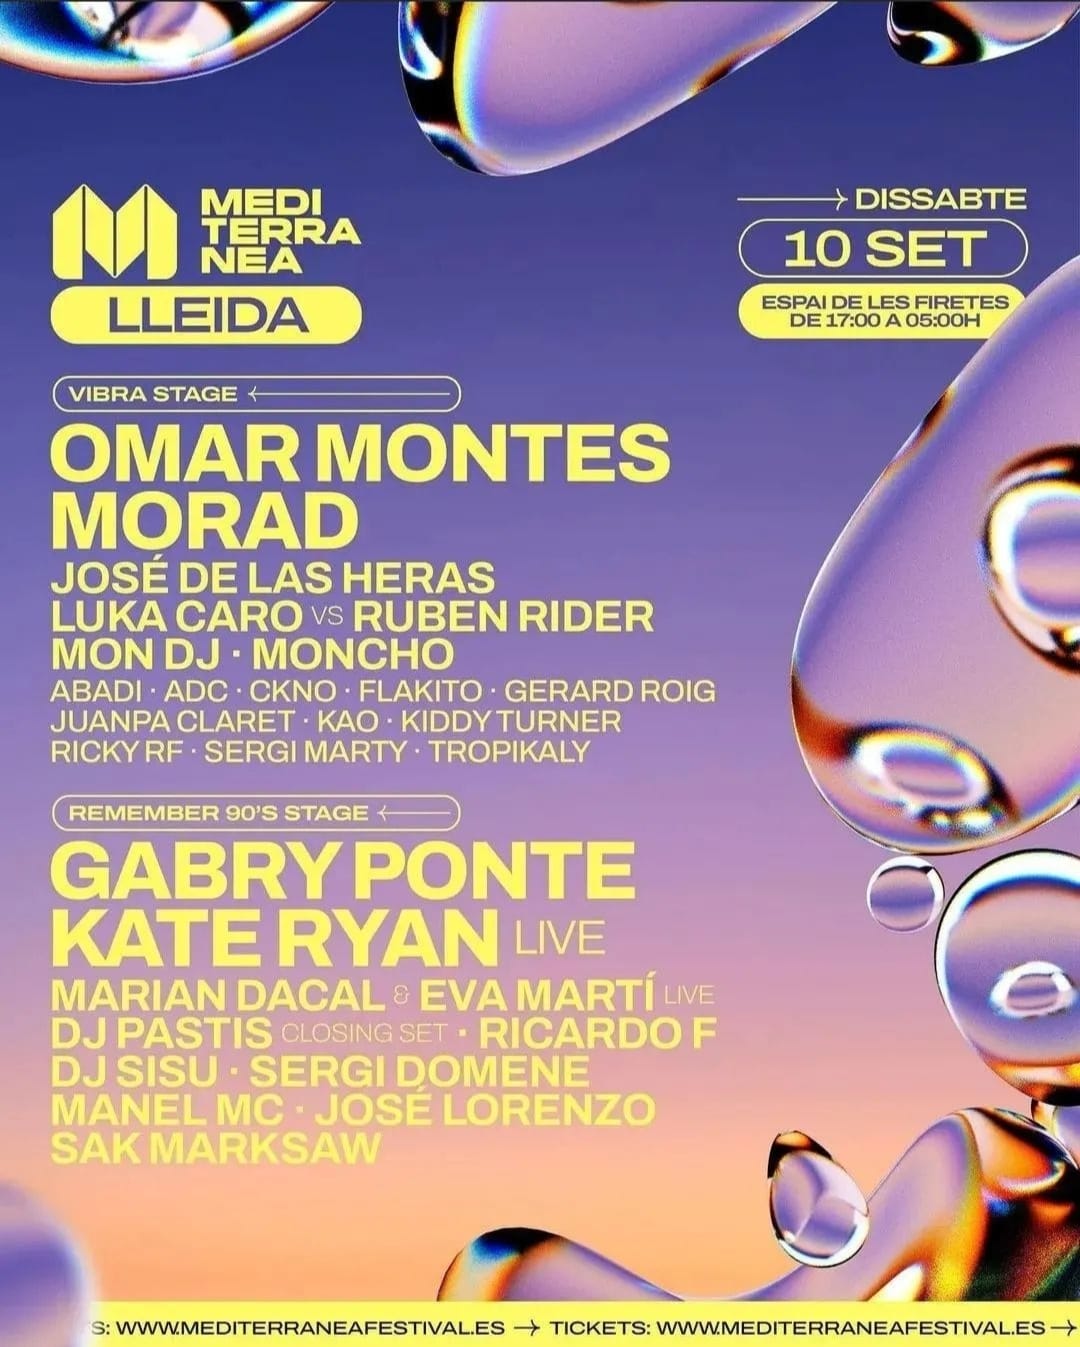 MEDI
TERRA
NEA
LLEIDA
DISSABTE
10 SET
ESPAI DE LES FIRETES
DE 17:00 A 05:00H
VIBRA STAGE
OMAR MONTES
MORAD
JOSÉ DE LAS HERAS
LUKA CARO VS RUBEN RIDER
MON DJ · MONCHO
ABADI · ADC · CKNO · FLAKITO · GERARD ROIG
JUANPA CLARET · KAO · KIDDY TURNER
RICKY RF · SERGI MARTY · TROPIKALY
REMEMBER 90'S STAGE
GABRY PONTE
KATE RYAN LIVE
MARIAN DACAL & EVA MARTÍ LIVE
DJ PASTIS CLOSING SET · RICARDO F
DJ SISU · SERGI DOMENE
MANEL MC · JOSÉ LORENZO
SAK MARKSAW
S: WWW.MEDITERRANEAFESTIVAL.ES → TICKETS: WWW.MEDITERRANEAFESTIVAL.ES →